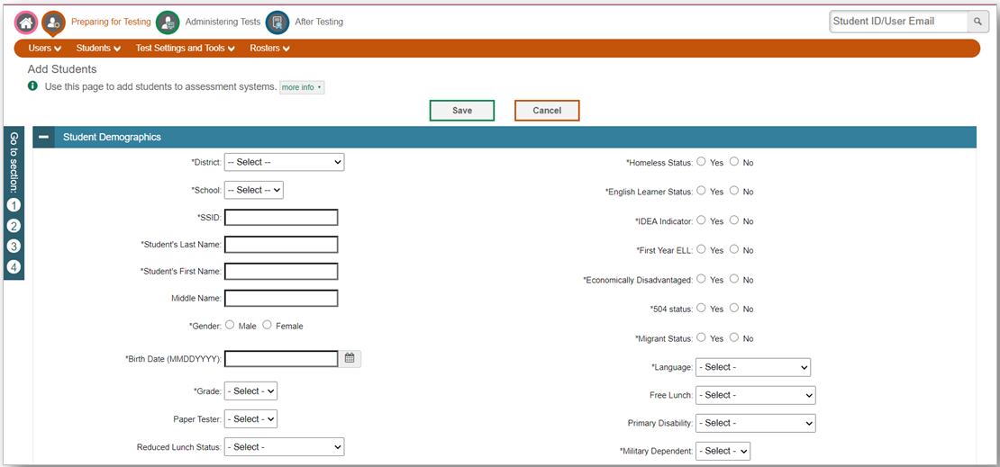 Preparing for Testing Administering Tests After Testing Student ID/User Email
Users Students Test Settings and Tools Rosters
Add Students
Use this page to add students to assessment systems. more info
Save Cancel
Go to section:
1
2
3
4
Student Demographics
*District: -- Select --
*School: -- Select --
*SSID:
*Student's Last Name:
*Student's First Name:
Middle Name:
*Gender: Male Female
*Birth Date (MMDDYYYY):
*Grade: - Select -
Paper Tester: - Select -
Reduced Lunch Status: - Select -
*Homeless Status: Yes No
*English Learner Status: Yes No
*IDEA Indicator: Yes No
*First Year ELL: Yes No
*Economically Disadvantaged: Yes No
*504 status: Yes No
*Migrant Status: Yes No
*Language: - Select -
Free Lunch: - Select -
Primary Disability: - Select -
*Military Dependent: - Select -